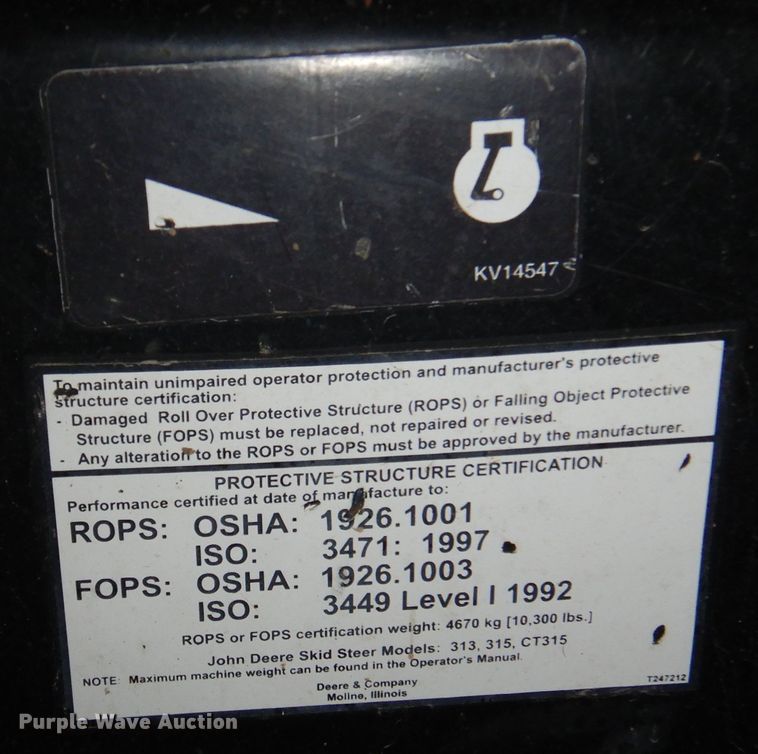 KV14547
To maintain unimpaired operator protection and manufacturer's protective
structure certification:
- Damaged Roll Over Protective Structure (ROPS) or Falling Object Protective
Structure (FOPS) must be replaced, not repaired or revised.
- Any alteration to the ROPS or FOPS must be approved by the manufacturer.
PROTECTIVE STRUCTURE CERTIFICATION
Performance certified at date of manufacture to:
ROPS: OSHA: 1926.1001
ISO: 3471: 1997
FOPS: OSHA: 1926.1003
ISO: 3449 Level I 1992
ROPS or FOPS certification weight: 4670 kg [10,300 lbs.]
John Deere Skid Steer Models: 313, 315, CT315
NOTE: Maximum machine weight can be found in the Operator's Manual.
Deere & Company
Moline, Illinois
T247212
Purple Wave Auction